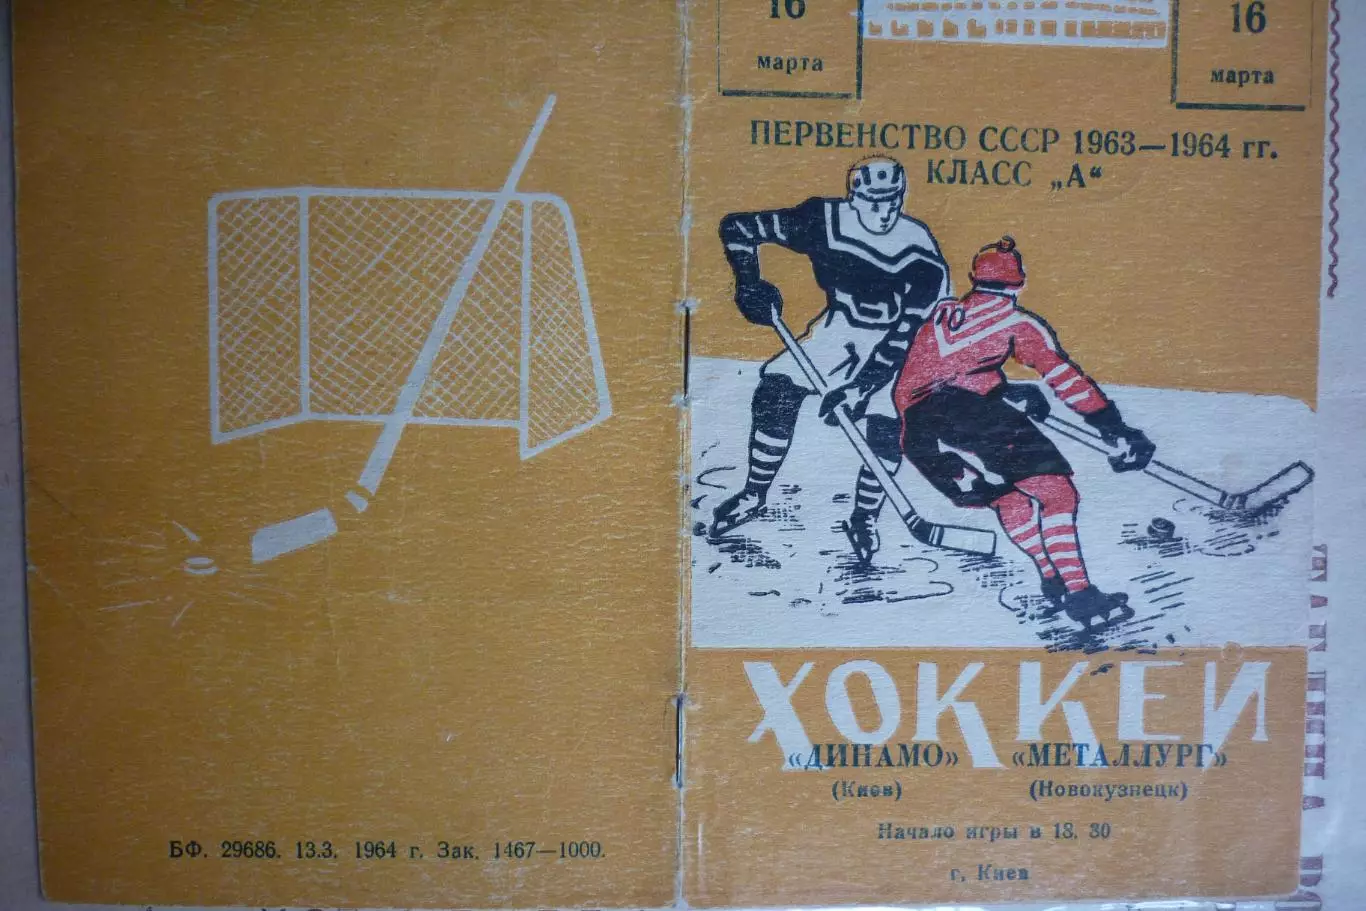 16
марта
16
марта
ПЕРВЕНСТВО СССР 1963—1964 гг.
КЛАСС „А“
10
ХОККЕЙ
«ДИНАМО» «МЕТАЛЛУРГ»
(Киев) (Новокузнецк)
Начало игры в 18. 30
г. Киев
БФ. 29686. 13.3. 1964 г. Зак. 1467—1000.